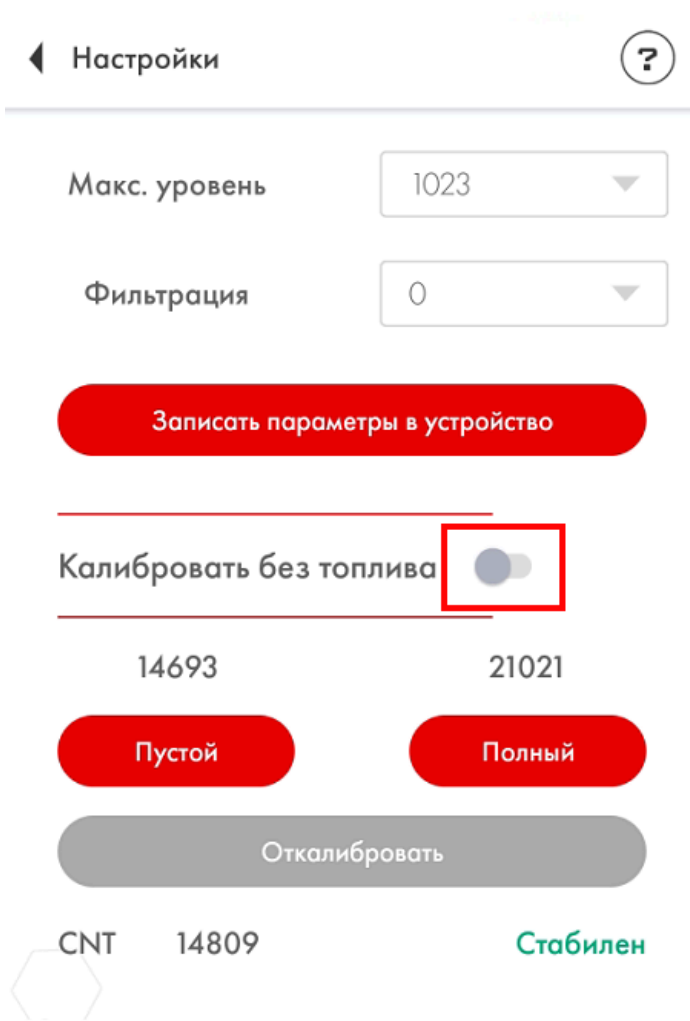 Настройки
?
Макс. уровень 1023
Фильтрация 0
Записать параметры в устройство
Калибровать без топлива
14693 21021
Пустой Полный
Откалибровать
CNT 14809 Стабилен